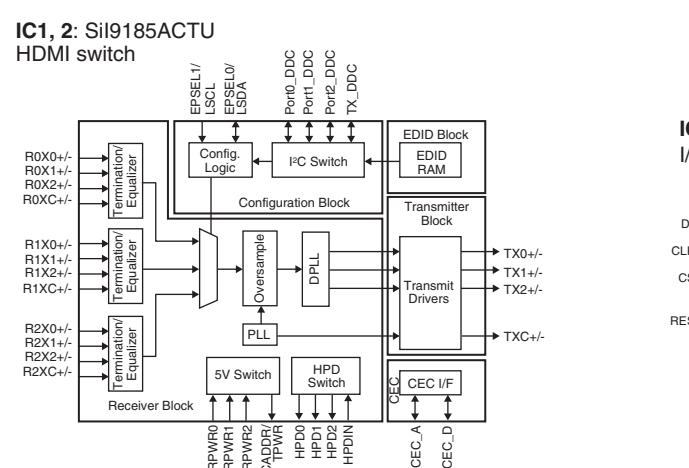 IC1, 2: SiI9185ACTU
HDMI switch
EPSEL1/
LSCL
EPSEL0/
LSDA
Port0_DDC
Port1_DDC
Port2_DDC
TX_DDC
Config.
Logic
I²C Switch
Configuration Block
EDID Block
EDID
RAM
R0X0+/-
R0X1+/-
R0X2+/-
R0XC+/-
Termination/
Equalizer
R1X0+/-
R1X1+/-
R1X2+/-
R1XC+/-
Termination/
Equalizer
R2X0+/-
R2X1+/-
R2X2+/-
R2XC+/-
Termination/
Equalizer
Oversample
DPLL
PLL
Transmitter
Block
Transmit
Drivers
TX0+/-
TX1+/-
TX2+/-
TXC+/-
5V Switch
HPD
Switch
Receiver Block
CEC
CEC I/F
RPWR0
RPWR1
RPWR2
TPWR
HPD0
HPD1
HPD2
HPDIN
CEC_A
CEC_D